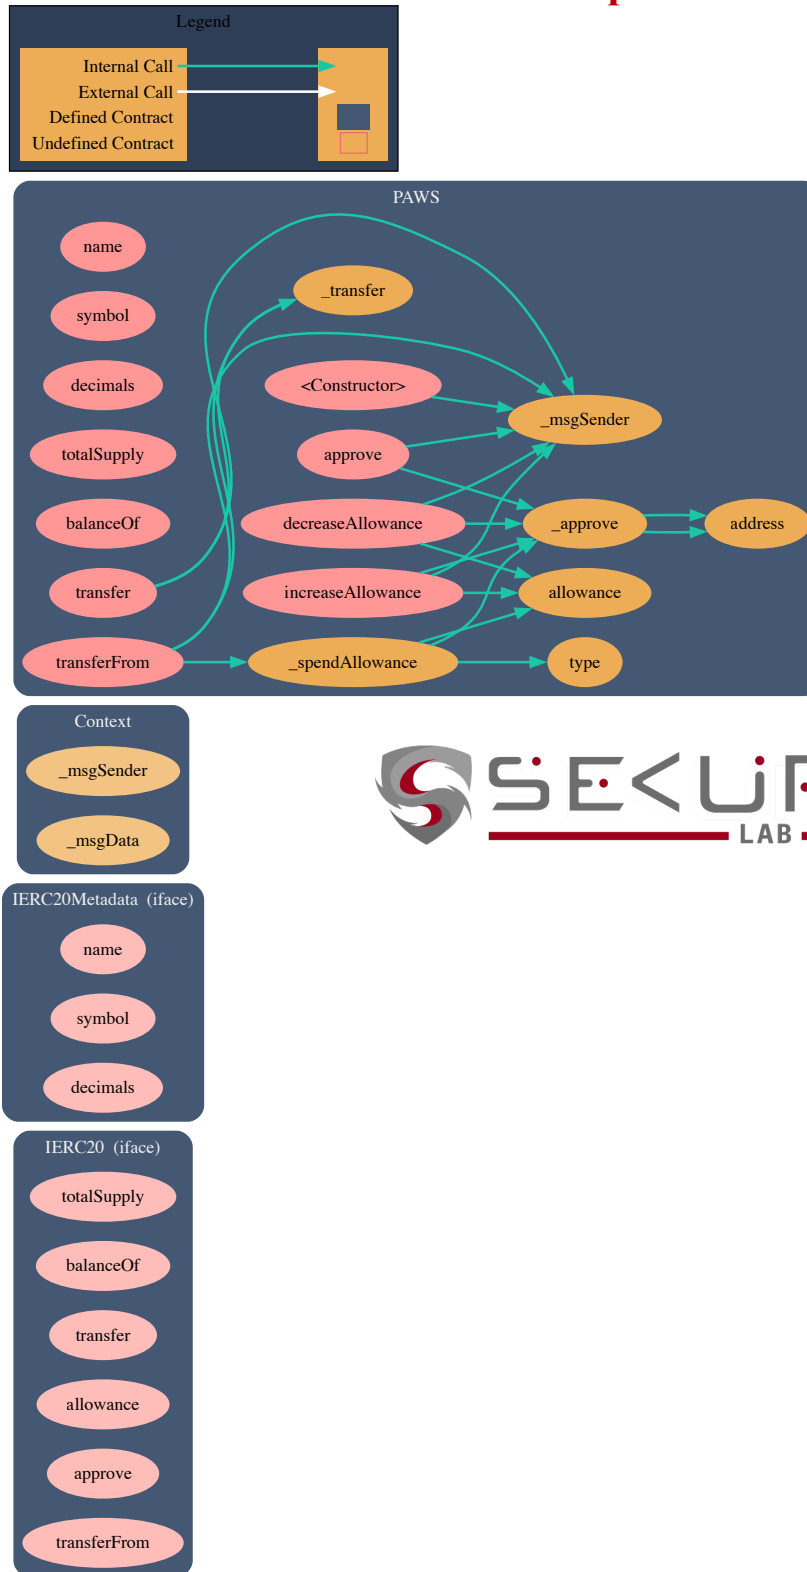 Legend
Internal Call
External Call
Defined Contract
Undefined Contract
PAWS
name
symbol
decimals
totalSupply
balanceOf
transfer
transferFrom
_transfer
<Constructor>
approve
decreaseAllowance
increaseAllowance
_spendAllowance
_msgSender
_approve
allowance
type
address
Context
_msgSender
_msgData
LAB
IERC20Metadata (iface)
name
symbol
decimals
IERC20 (iface)
totalSupply
balanceOf
transfer
allowance
approve
transferFrom